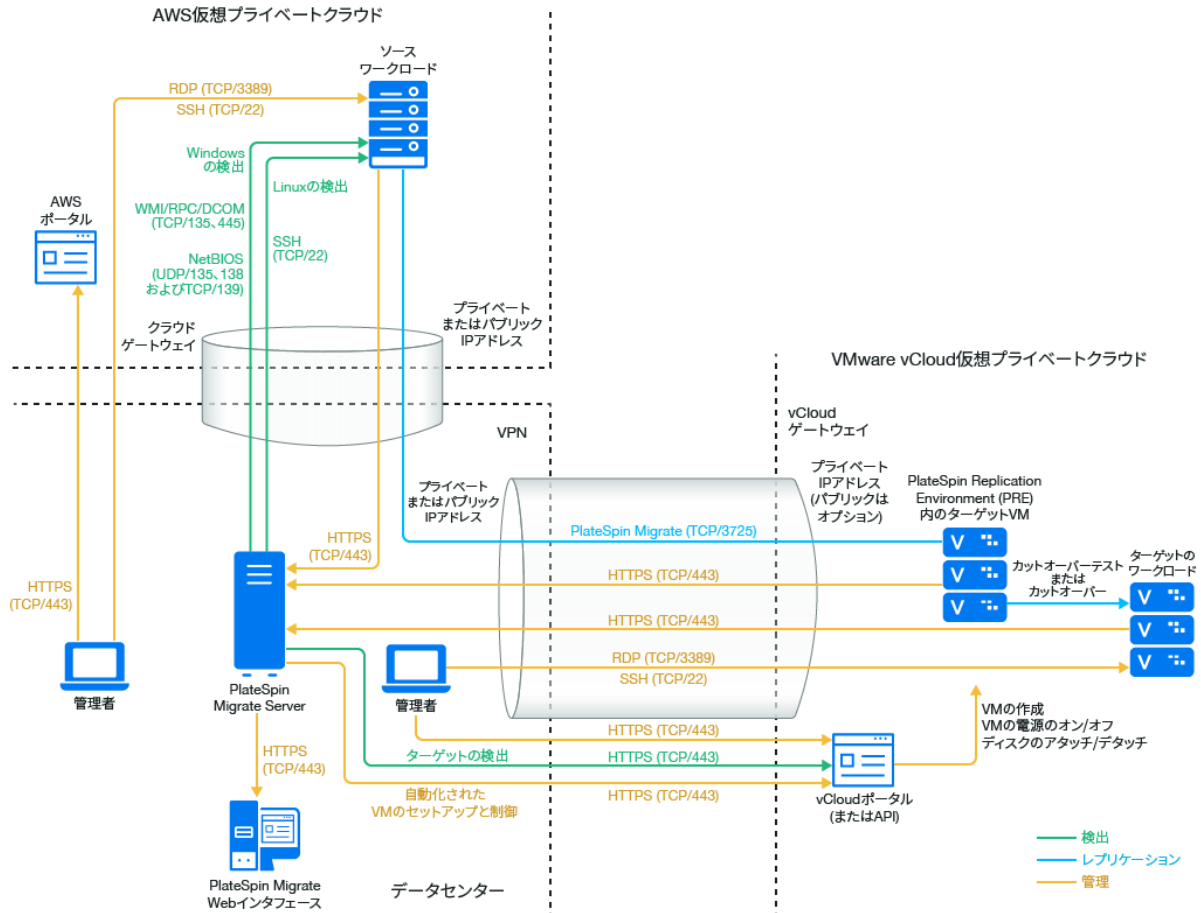 AWS仮想プライベートクラウド
ソース
ワークロード
RDP (TCP/3389)
SSH (TCP/22)
Windows
の検出
Linuxの検出
AWS
ポータル
WMI/RPC/DCOM
(TCP/135、445)
SSH
(TCP/22)
NetBIOS
(UDP/135、138
およびTCP/139)
クラウド
ゲートウェイ
プライベート
またはパブリック
IPアドレス
VMware vCloud仮想プライベートクラウド
VPN
vCloud
ゲートウェイ
プライベート
またはパブリック
IPアドレス
プライベート
IPアドレス
(パブリックは
オプション)
PlateSpin Replication
Environment (PRE)
内のターゲットVM
HTTPS
(TCP/443)
PlateSpin Migrate (TCP/3725)
HTTPS (TCP/443)
カットオーバーテスト
または
カットオーバー
ターゲットの
ワークロード
HTTPS
(TCP/443)
HTTPS (TCP/443)
RDP (TCP/3389)
SSH (TCP/22)
管理者
PlateSpin
Migrate Server
管理者
VMの作成
VMの電源のオン/オフ
ディスクのアタッチ/デタッチ
HTTPS (TCP/443)
HTTPS
(TCP/443)
ターゲットの検出
HTTPS (TCP/443)
自動化された
VMのセットアップと制御
HTTPS (TCP/443)
vCloudポータル
(またはAPI)
PlateSpin Migrate
Webインタフェース
データセンター
検出
レプリケーション
管理